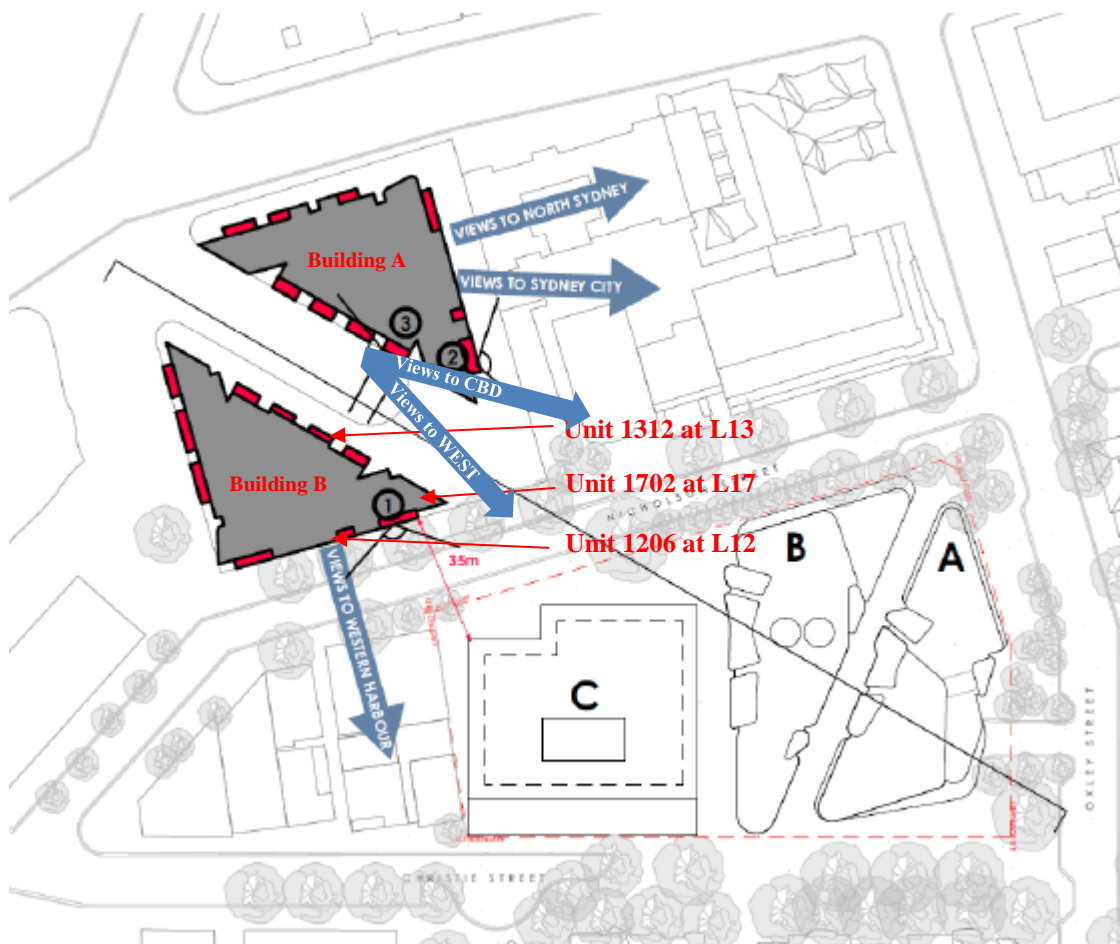 VIEWS TO NORTH SYDNEY
Building A
VIEWS TO SYDNEY CITY
3
2
Views to CBD
Views to WEST
Unit 1312 at L13
Building B
Unit 1702 at L17
1
NICHOLSON STREET
Unit 1206 at L12
35m
B
A
VIEWS TO WESTERN HARBOUR
C
OXLEY STREET
CHRISTIE STREET